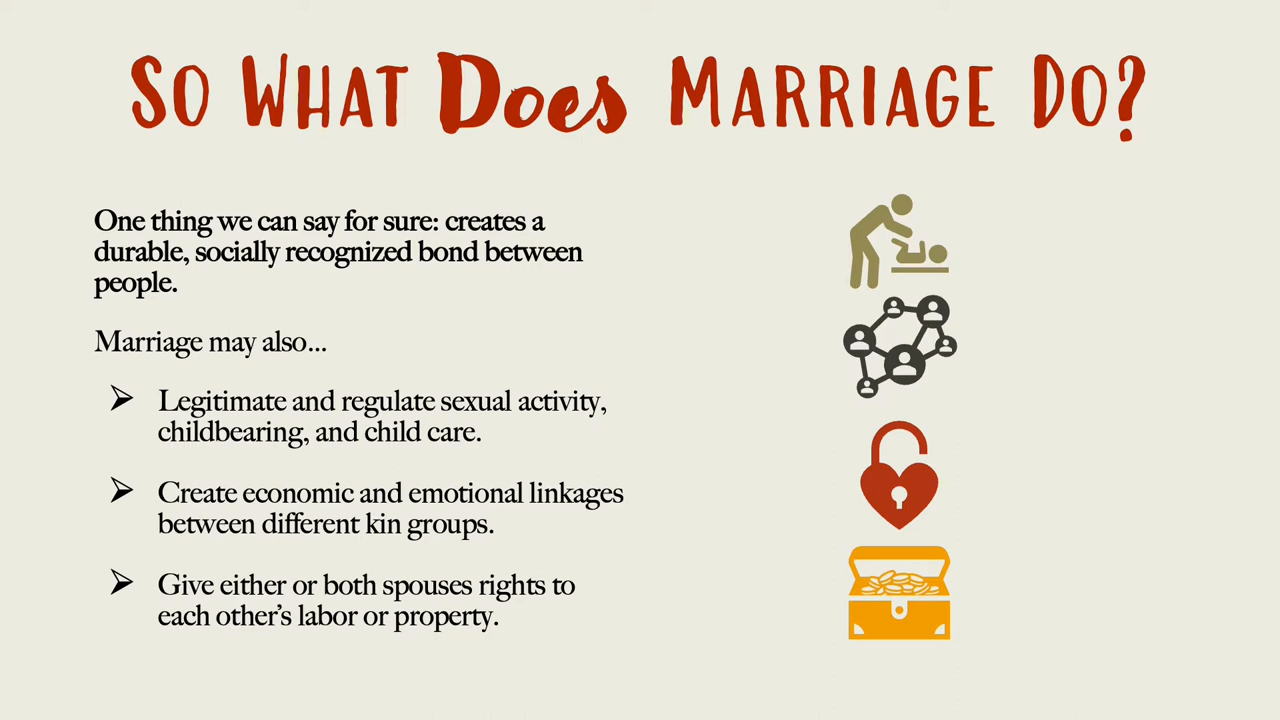 So What Does Marriage Do?
One thing we can say for sure: creates a
durable, socially recognized bond between
people.
Marriage may also...
➢ Legitimate and regulate sexual activity,
childbearing, and child care.
➢ Create economic and emotional linkages
between different kin groups.
➢ Give either or both spouses rights to
each other's labor or property.